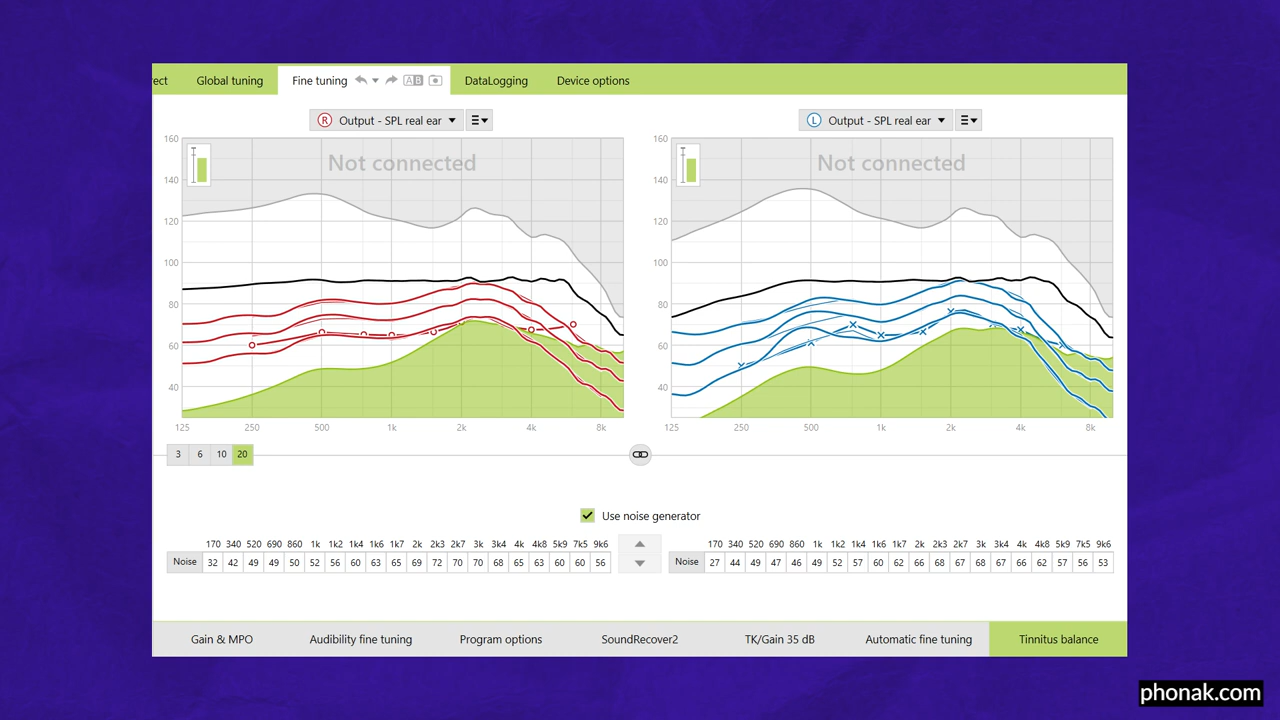 ect Global tuning Fine tuning AB DataLogging Device options
R Output - SPL real ear L Output - SPL real ear
160 Not connected 160 Not connected
140 140
120 120
100 100
80 80
60 60
40 40
125 250 500 1k 2k 4k 8k 125 250 500 1k 2k 4k 8k
3 6 10 20
Use noise generator
170 340 520 690 860 1k 1k2 1k4 1k6 1k7 2k 2k3 2k7 3k 3k4 4k 4k8 5k9 7k5 9k6 170 340 520 690 860 1k 1k2 1k4 1k6 1k7 2k 2k3 2k7 3k 3k4 4k 4k8 5k9 7k5 9k6
Noise 32 42 49 49 50 52 56 60 63 65 69 72 70 70 68 65 63 60 60 56 Noise 27 44 49 47 46 49 52 57 60 62 66 68 67 68 67 66 62 57 56 53
Gain & MPO Audibility fine tuning Program options SoundRecover2 TK/Gain 35 dB Automatic fine tuning Tinnitus balance
phonak.com